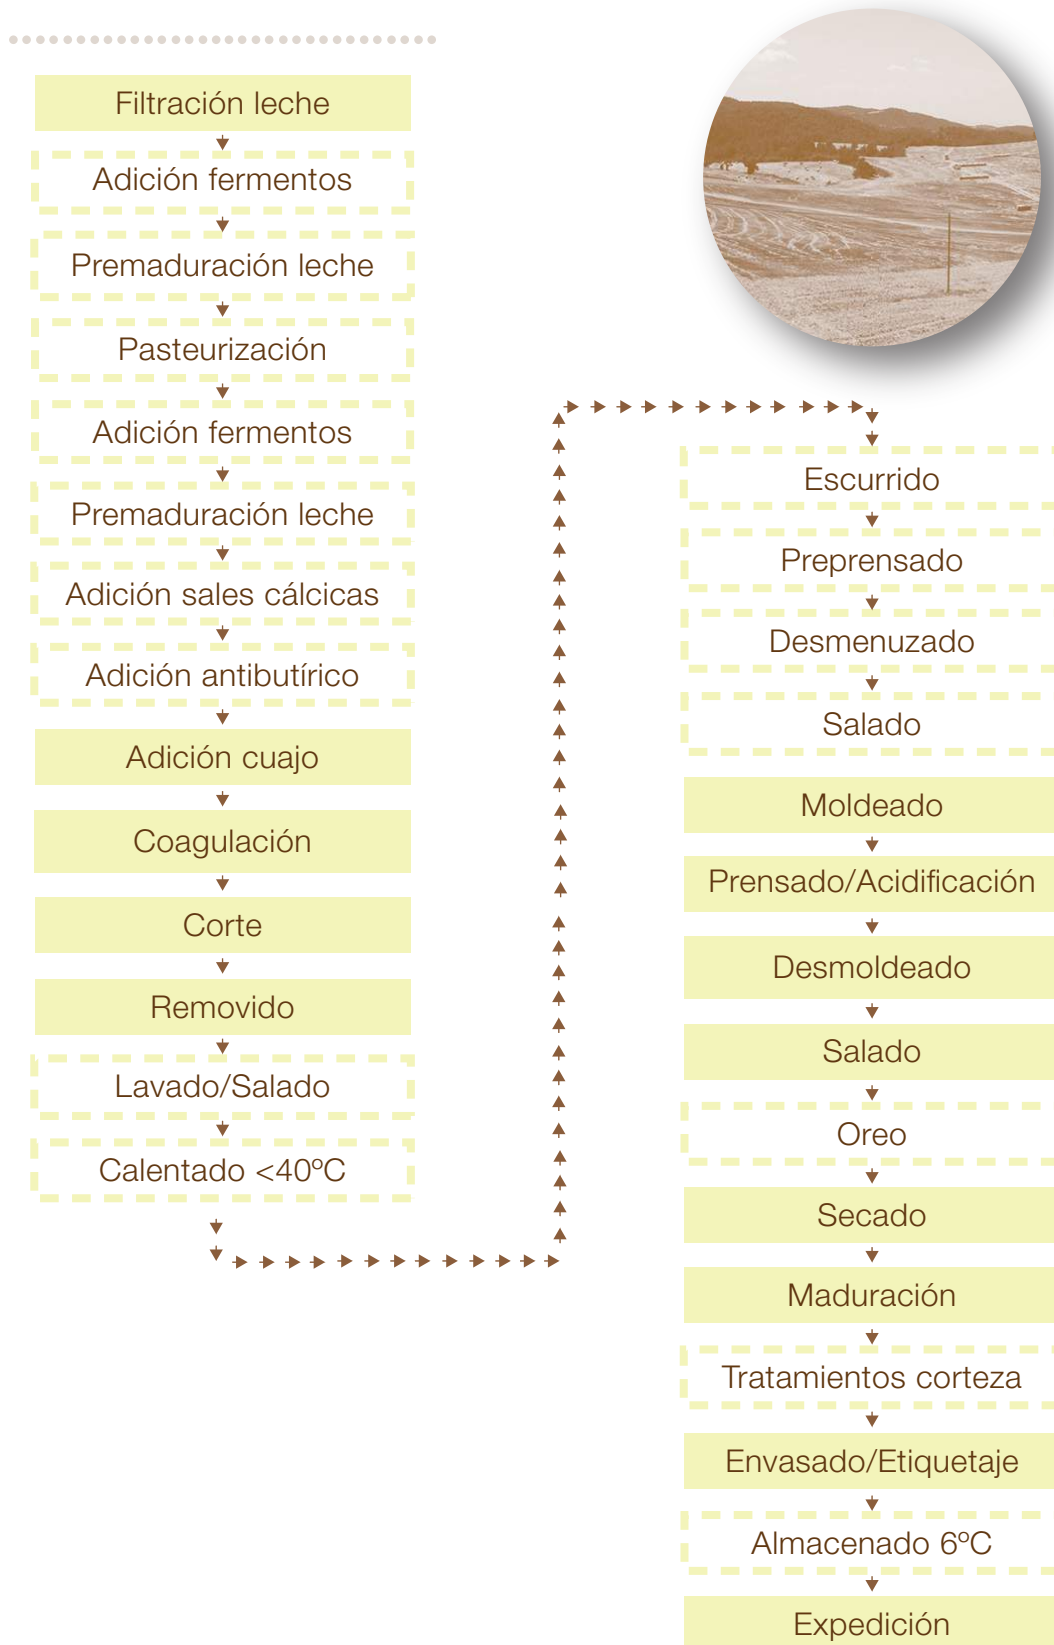 Filtración leche
Adición fermentos
Premaduración leche
Pasteurización
Adición fermentos
Premaduración leche
Adición sales cálcicas
Adición antibutírico
Adición cuajo
Coagulación
Corte
Removido
Lavado/Salado
Calentado <40ºC
Escurrido
Preprensado
Desmenuzado
Salado
Moldeado
Prensado/Acidificación
Desmoldeado
Salado
Oreo
Secado
Maduración
Tratamientos corteza
Envasado/Etiquetaje
Almacenado 6ºC
Expedición